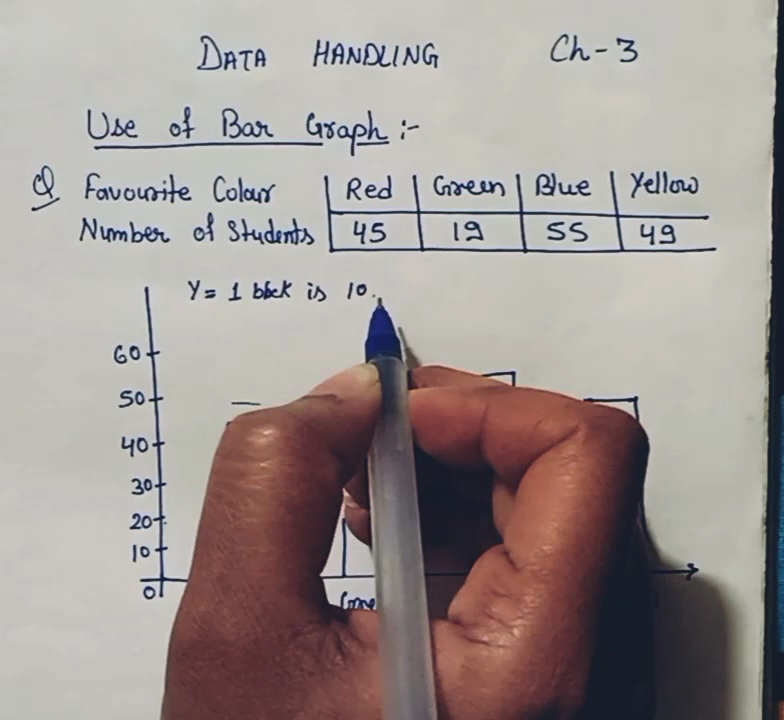 DATA HANDLING Ch-3
Use of Bar Graph :-
Q Favourite Colour Red Green Blue Yellow
Number of Students 45 19 55 49
Y = 1 block is 10.
60
50
40
30
20
10
0